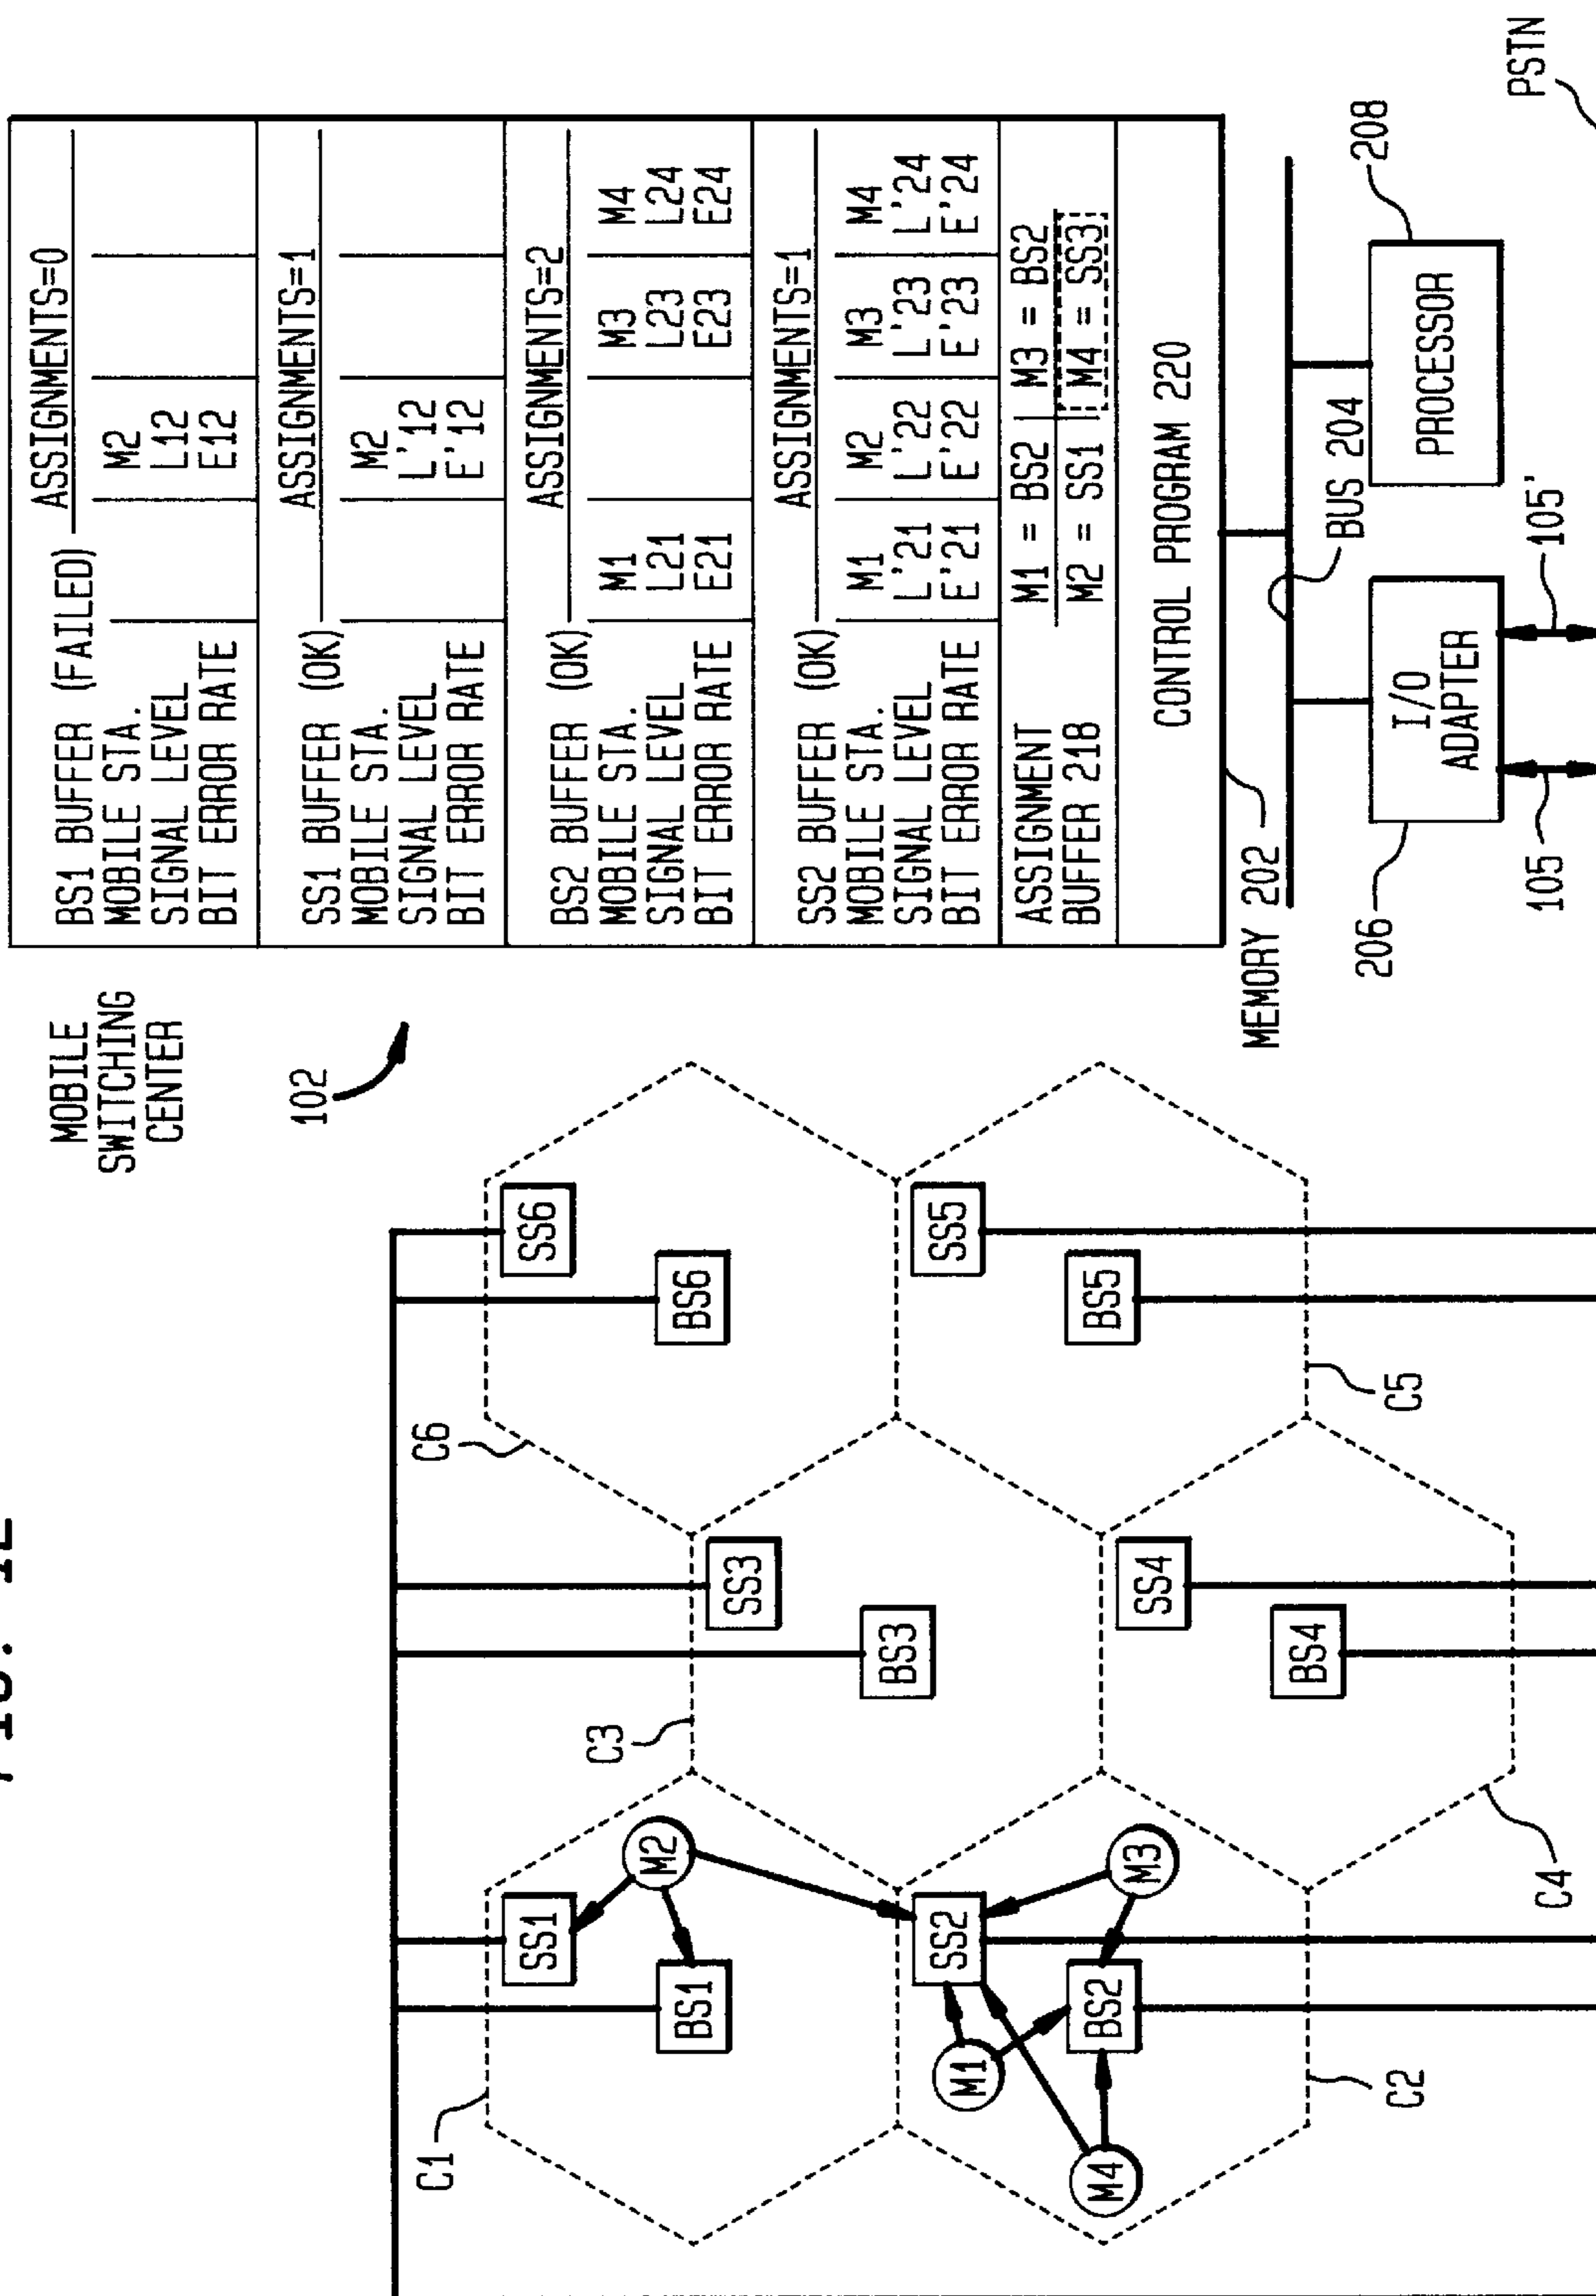 MOBILE
SWITCHING
CENTER
102
BS1 BUFFER (FAILED) ASSIGNMENTS=0
MOBILE STA. M2
SIGNAL LEVEL L12
BIT ERROR RATE E12
SS1 BUFFER (OK) ASSIGNMENTS=1
MOBILE STA. M2
SIGNAL LEVEL L'12
BIT ERROR RATE E'12
BS2 BUFFER (OK) ASSIGNMENTS=2
MOBILE STA. M1 M3 M4
SIGNAL LEVEL L21 L23 L24
BIT ERROR RATE E21 E23 E24
SS2 BUFFER (OK) ASSIGNMENTS=1
MOBILE STA. M1 M2 M3 M4
SIGNAL LEVEL L'21 L'22 L'23 L'24
BIT ERROR RATE E'21 E'22 E'23 E'24
ASSIGNMENT M1 = BS2 M3 = BS2
BUFFER 218 M2 = SS1 M4 = SS3
CONTROL PROGRAM 220
MEMORY 202
BUS 204
206
I/O
ADAPTER
PROCESSOR
208
105
105'
PSTN
C1
SS1
BS1
M2
C3
SS3
BS3
C6
SS6
BS6
M1
SS2
BS2
M3
M4
C2
SS4
BS4
C4
SS5
BS5
C5